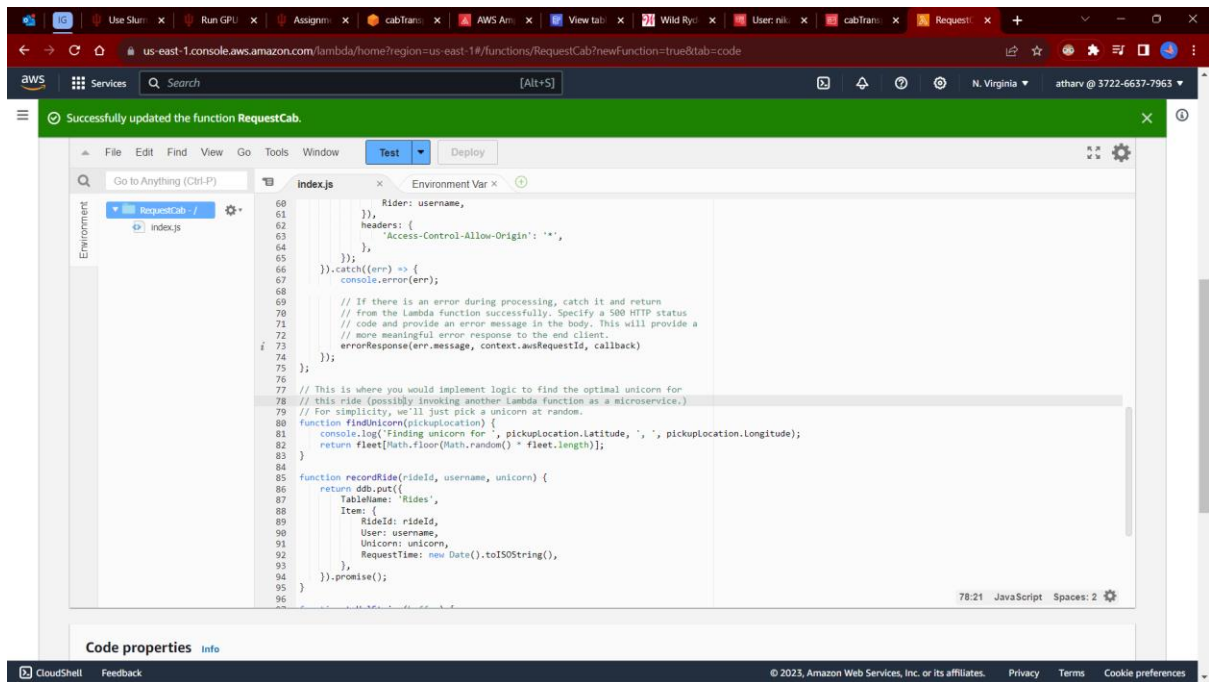 IG
Use Slurm
Run GPU
Assignm
cabTrans
AWS Am
View tabl
Wild Ryd
User: nik
cabTrans
RequestC
us-east-1.console.aws.amazon.com/lambda/home?region=us-east-1#/functions/RequestCab?newFunction=true&tab=code
aws
Services
Search
[Alt+S]
N. Virginia
atharv @ 3722-6637-7963
Successfully updated the function RequestCab.
File Edit Find View Go Tools Window Test Deploy
Go to Anything (Ctrl-P)
index.js
Environment Var
Environment
RequestCab - /
index.js
60 Rider: username,
61 }),
62 headers: {
63 'Access-Control-Allow-Origin': '*',
64 },
65 });
66 }).catch((err) => {
67 console.error(err);
68
69 // If there is an error during processing, catch it and return
70 // from the Lambda function successfully. Specify a 500 HTTP status
71 // code and provide an error message in the body. This will provide a
72 // more meaningful error response to the end client.
i 73 errorResponse(err.message, context.awsRequestId, callback)
74 });
75 };
76
77 // This is where you would implement logic to find the optimal unicorn for
78 // this ride (possibly invoking another Lambda function as a microservice.)
79 // For simplicity, we'll just pick a unicorn at random.
80 function findUnicorn(pickupLocation) {
81 console.log('Finding unicorn for ', pickupLocation.Latitude, ', ', pickupLocation.Longitude);
82 return fleet[Math.floor(Math.random() * fleet.length)];
83 }
84
85 function recordRide(rideId, username, unicorn) {
86 return ddb.put({
87 TableName: 'Rides',
88 Item: {
89 RideId: rideId,
90 User: username,
91 Unicorn: unicorn,
92 RequestTime: new Date().toISOString(),
93 },
94 }).promise();
95 }
96
78:21 JavaScript Spaces: 2
Code properties Info
CloudShell
Feedback
© 2023, Amazon Web Services, Inc. or its affiliates.
Privacy
Terms
Cookie preferences